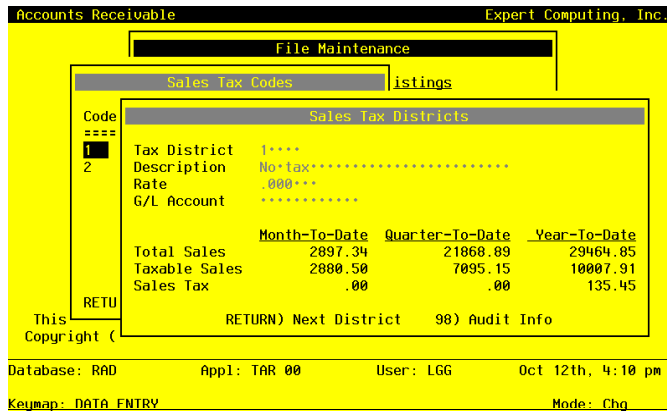 Accounts Receivable Expert Computing, Inc.
File Maintenance
Sales Tax Codes istings
Code Sales Tax Districts
====
1 Tax District 1••••
2 Description No•tax••••••••••••••••••••••••
Rate .000•••
G/L Account ••••••••••••
Month-To-Date Quarter-To-Date Year-To-Date
Total Sales 2897.34 21868.89 29464.85
Taxable Sales 2880.50 7095.15 10007.91
Sales Tax .00 .00 135.45
RETU
This RETURN) Next District 98) Audit Info
Copyright (
Database: RAD Appl: TAR 00 User: LGG Oct 12th, 4:10 pm
Keymap: DATA ENTRY Mode: Chg